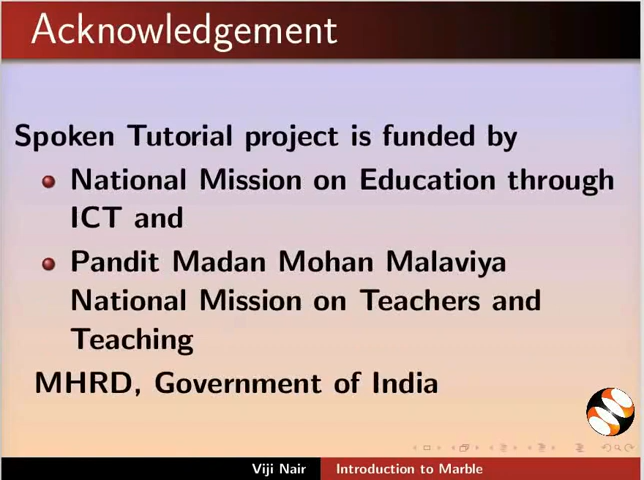 Acknowledgement
Spoken Tutorial project is funded by
National Mission on Education through
ICT and
Pandit Madan Mohan Malaviya
National Mission on Teachers and
Teaching
MHRD, Government of India
Viji Nair Introduction to Marble